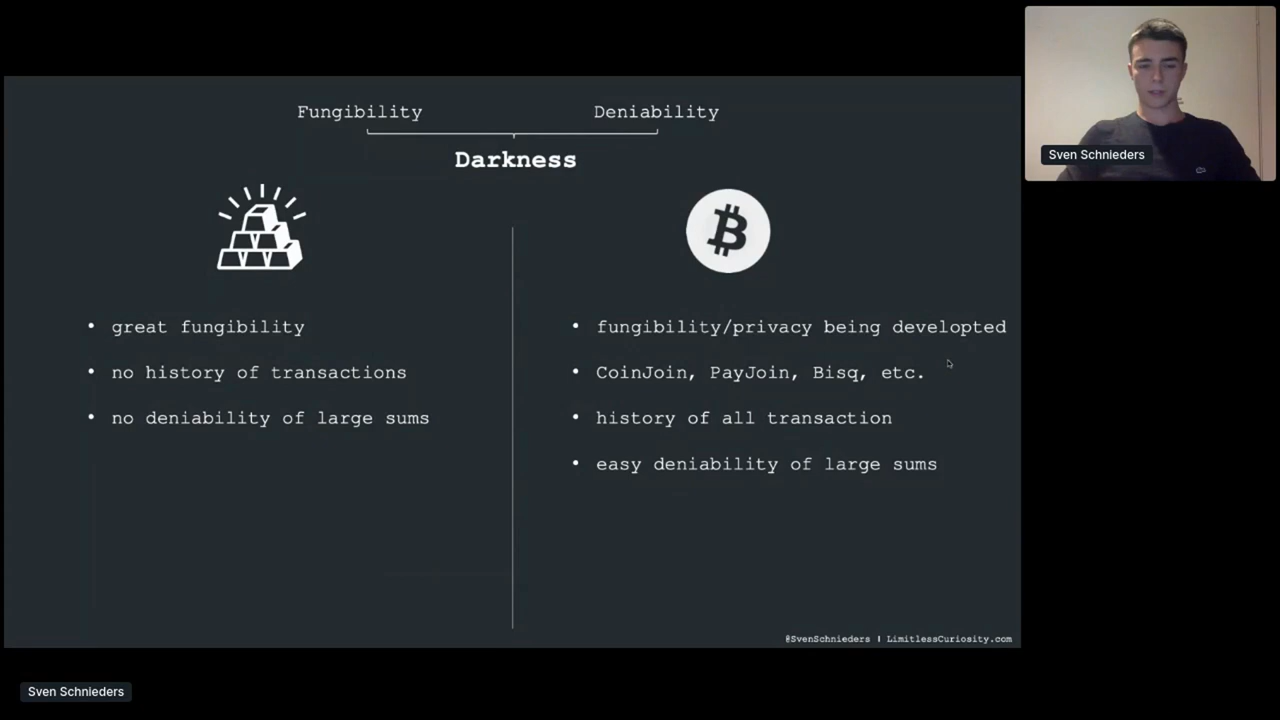 Fungibility Deniability
Darkness
• great fungibility
• no history of transactions
• no deniability of large sums
• fungibility/privacy being developted
• CoinJoin, PayJoin, Bisq, etc.
• history of all transaction
• easy deniability of large sums
@SvenSchnieders | LimitlessCuriosity.com
Sven Schnieders
Sven Schnieders